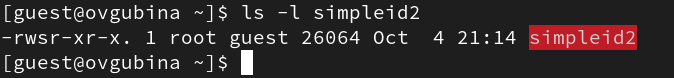 [guest@ovgubina ~]$ ls -l simpleid2
-rwsr-xr-x. 1 root guest 26064 Oct  4 21:14 simpleid2
[guest@ovgubina ~]$